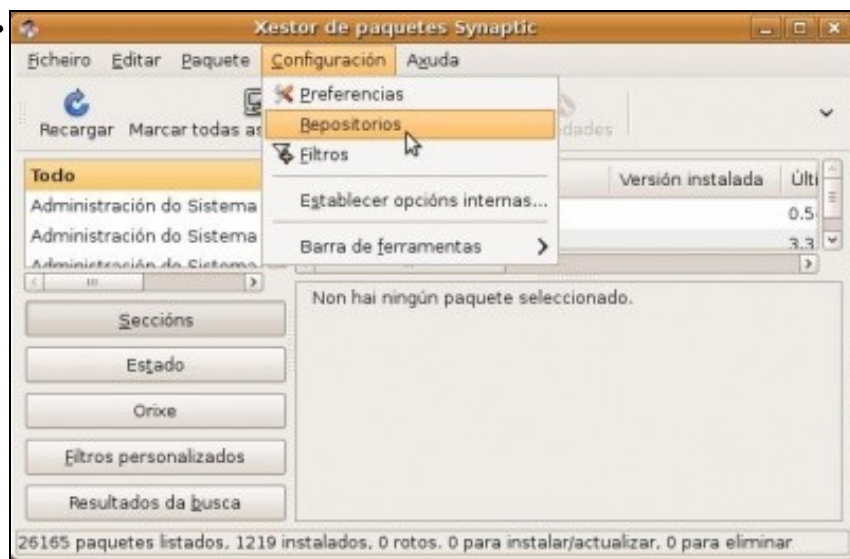 Xestor de paquetes Synaptic
Ficheiro Editar Paquete Configuración Axuda
Preferencias
Repositorios
Filtros
Establecer opcións internas...
Barra de ferramentas
Recargar Marcar todas as dades
Todo
Administración do Sistema
Administración do Sistema
Administración do Sistema
Versión instalada Últi
0.5
3.3
Seccións
Estado
Orixe
Filtros personalizados
Resultados da busca
Non hai ningún paquete seleccionado.
26165 paquetes listados, 1219 instalados, 0 rotos. 0 para instalar/actualizar, 0 para eliminar